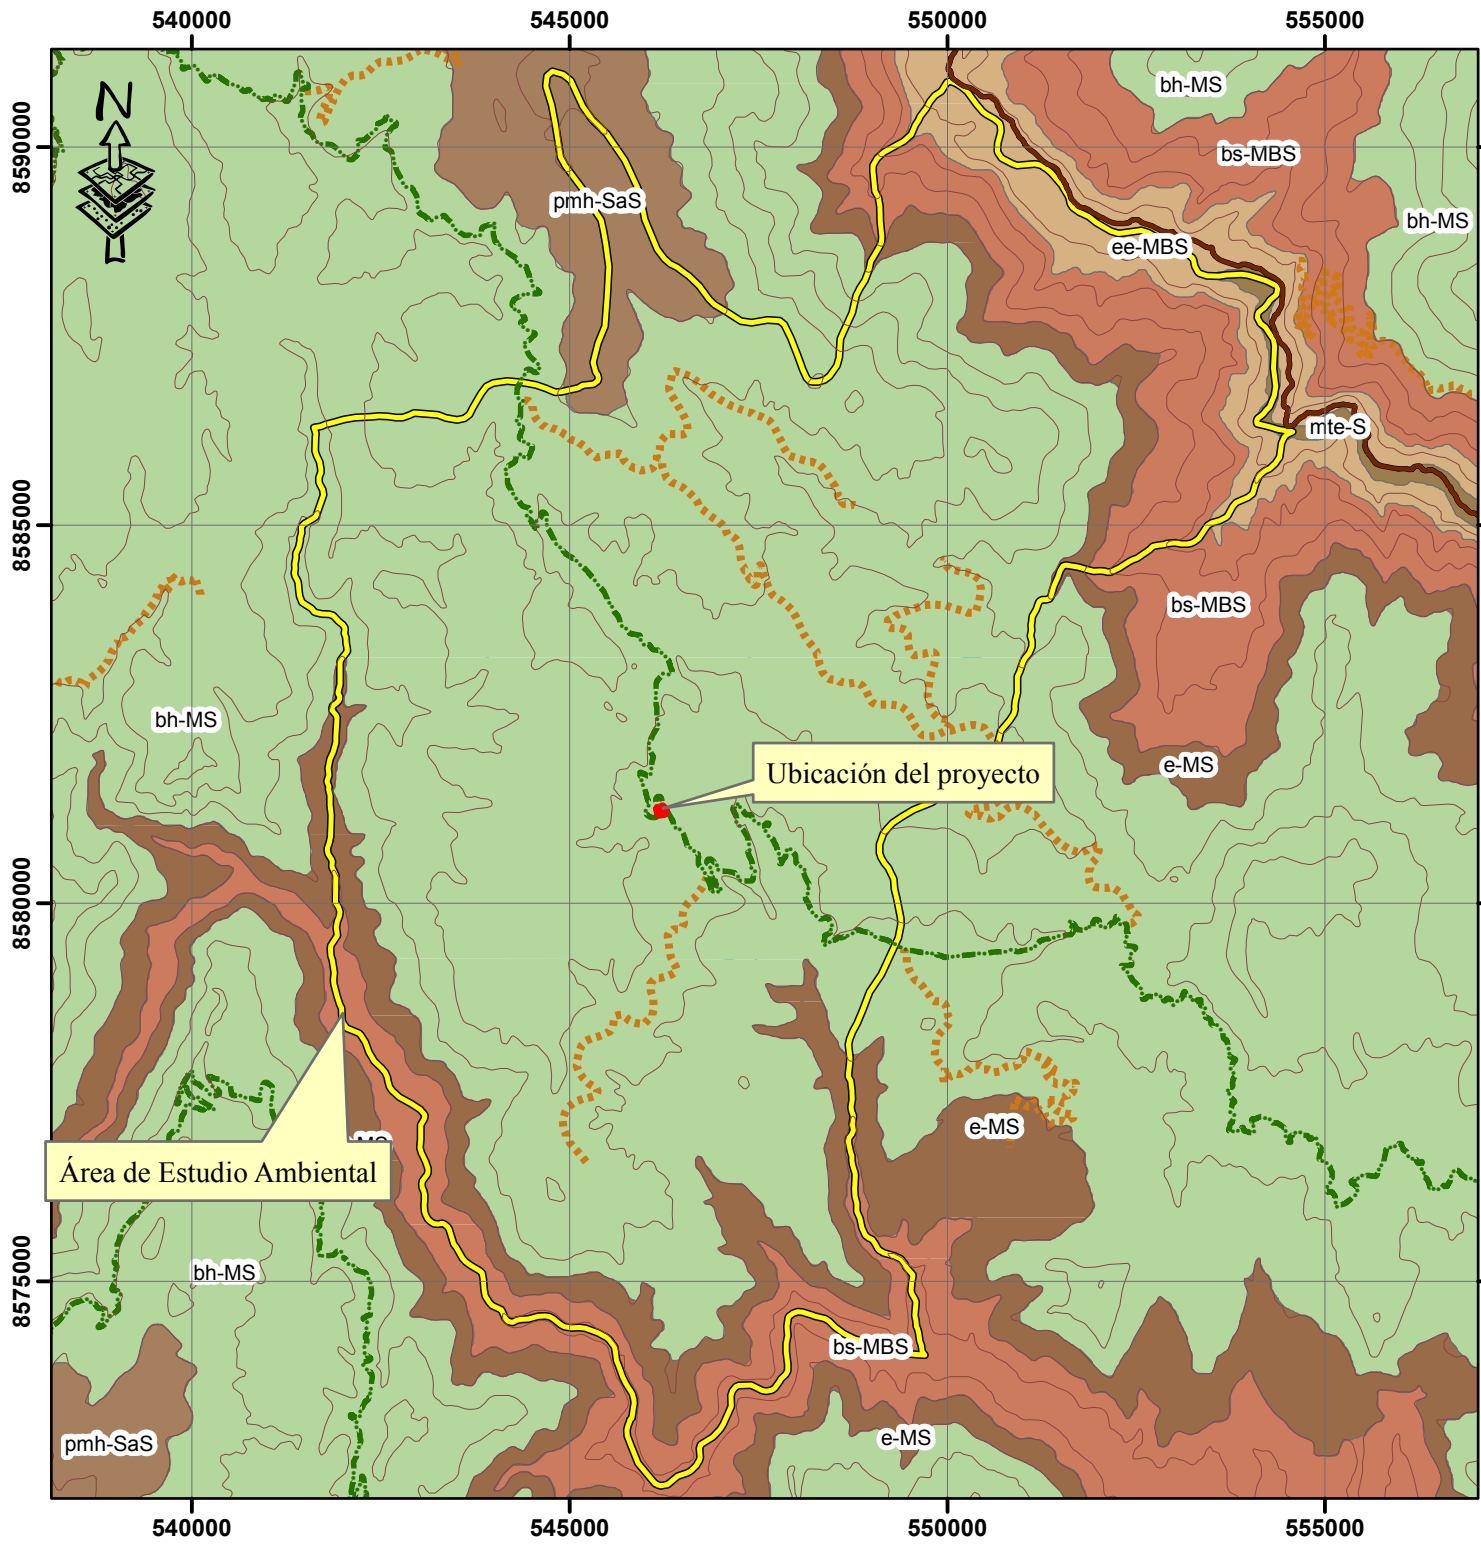 540000 545000 550000 555000
N
bh-MS
8590000
bs-MBS
pmh-SaS
bh-MS
ee-MBS
mte-S
8585000
bs-MBS
bh-MS
e-MS
Ubicación del proyecto
8580000
e-MS
MS
Área de Estudio Ambiental
bh-MS
8575000
bs-MBS
e-MS
pmh-SaS
540000 545000 550000 555000